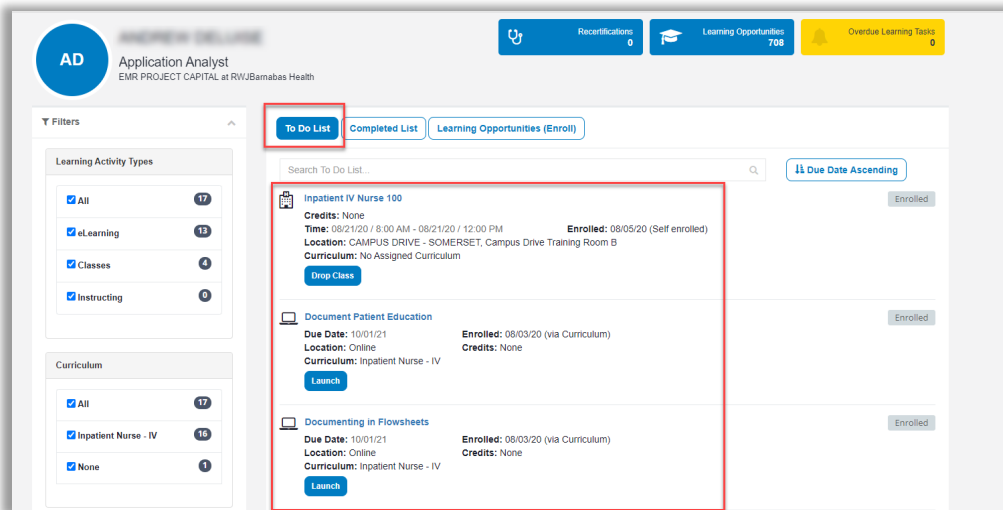 AD
Application Analyst
EMR PROJECT CAPITAL at RWJBarnabas Health
Recertifications
0
Learning Opportunities
708
Overdue Learning Tasks
0
Filters
Learning Activity Types
All 17
eLearning 13
Classes 4
Instructing 0
Curriculum
All 17
Inpatient Nurse - IV 16
None 1
To Do List Completed List Learning Opportunities (Enroll)
Search To Do List... Due Date Ascending
Inpatient IV Nurse 100 Enrolled
Credits: None
Time: 08/21/20 / 8:00 AM - 08/21/20 / 12:00 PM Enrolled: 08/05/20 (Self enrolled)
Location: CAMPUS DRIVE - SOMERSET, Campus Drive Training Room B
Curriculum: No Assigned Curriculum
Drop Class
Document Patient Education Enrolled
Due Date: 10/01/21 Enrolled: 08/03/20 (via Curriculum)
Location: Online Credits: None
Curriculum: Inpatient Nurse - IV
Launch
Documenting in Flowsheets Enrolled
Due Date: 10/01/21 Enrolled: 08/03/20 (via Curriculum)
Location: Online Credits: None
Curriculum: Inpatient Nurse - IV
Launch